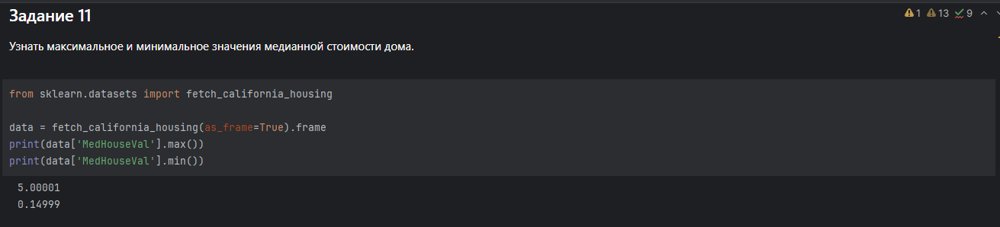 Задание 11
1 13 9
Узнать максимальное и минимальное значения медианной стоимости дома.
from sklearn.datasets import fetch_california_housing
data = fetch_california_housing(as_frame=True).frame
print(data['MedHouseVal'].max())
print(data['MedHouseVal'].min())
5.00001
0.14999